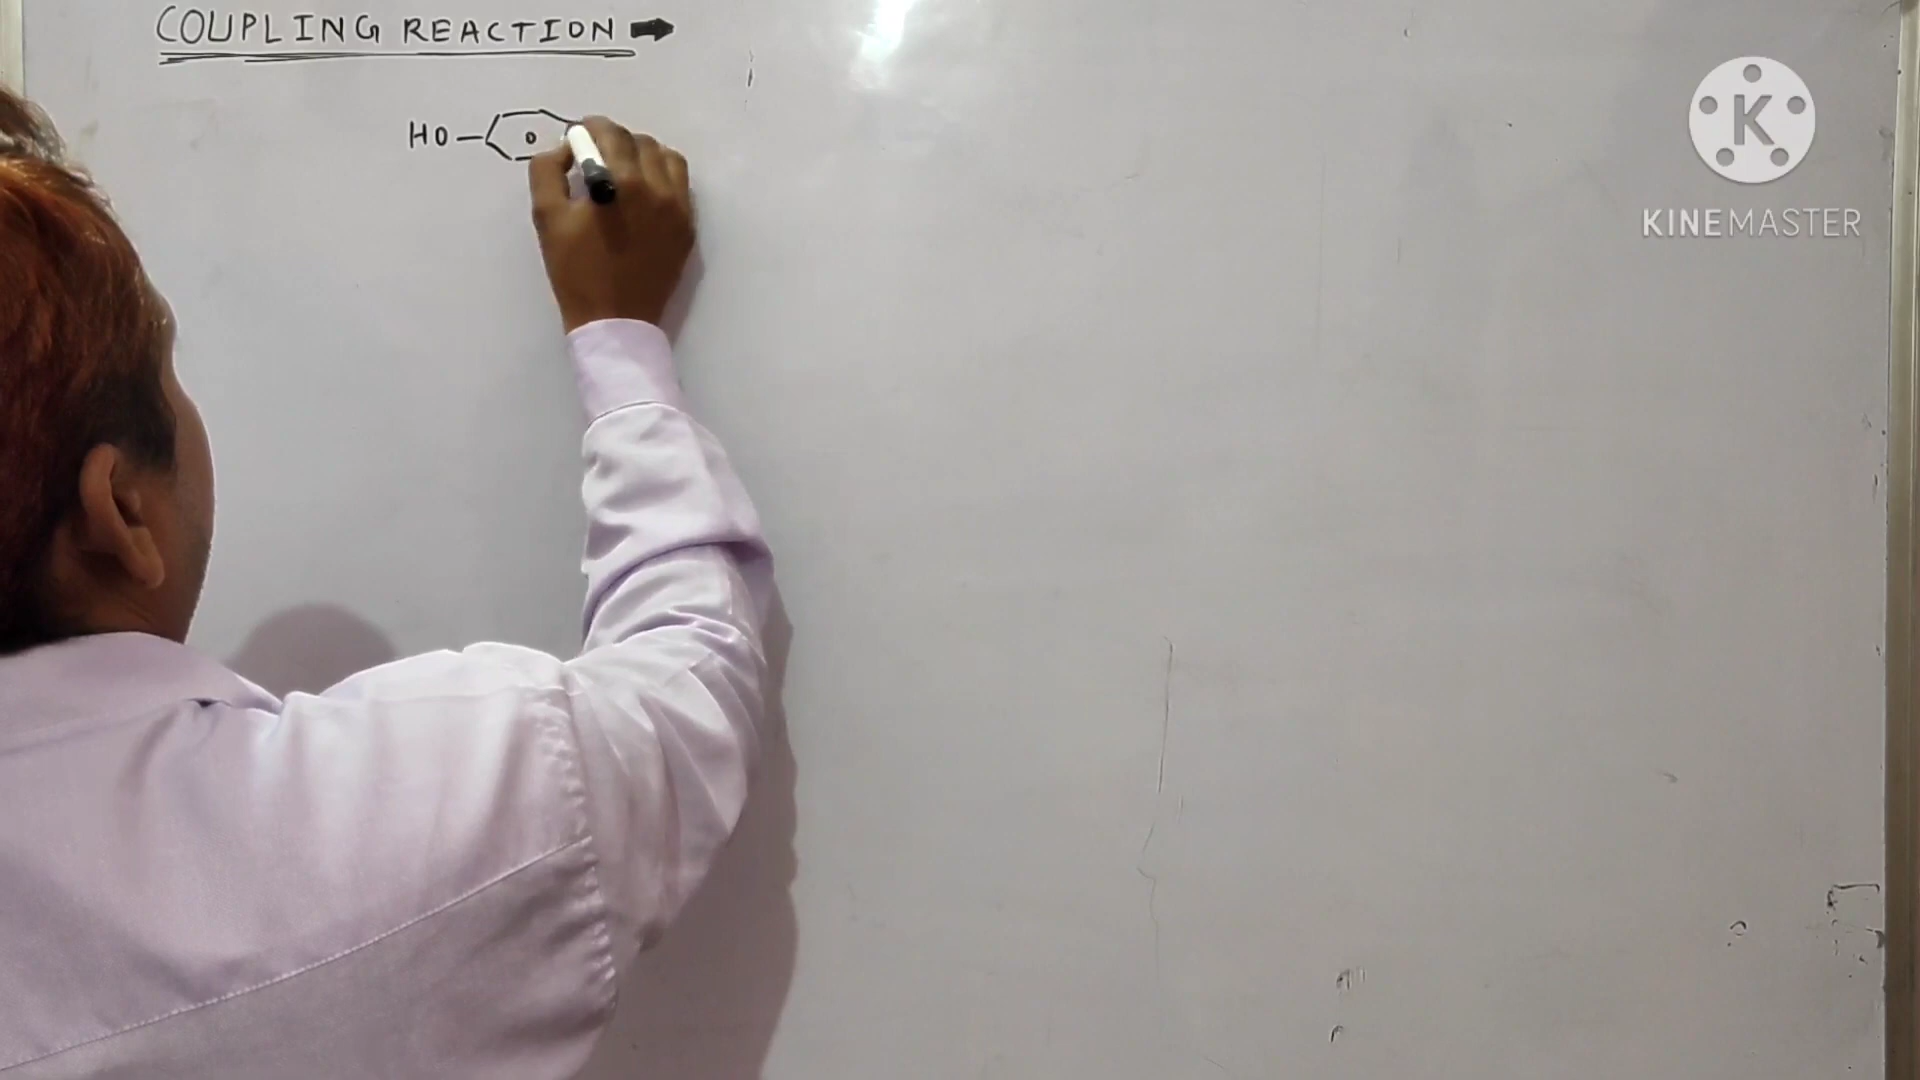 COUPLING REACTION →
HO
K
KINEMASTER